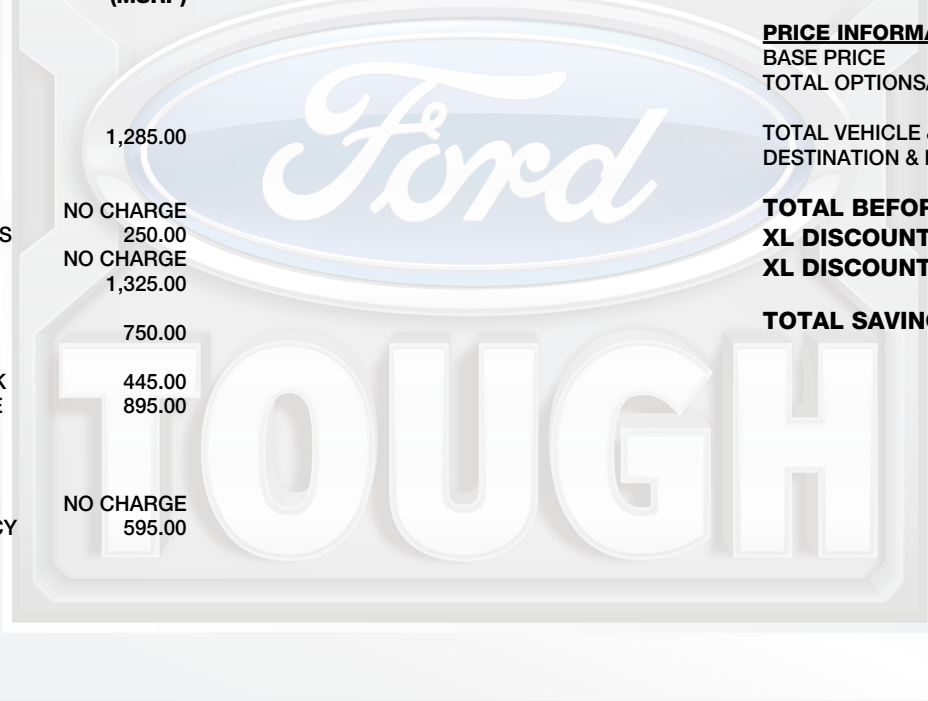 (MSRP)
1,285.00
NO CHARGE
S 250.00
NO CHARGE
1,325.00
750.00
K 445.00
E 895.00
NO CHARGE
CY 595.00
PRICE INFORMA
BASE PRICE
TOTAL OPTIONS/
TOTAL VEHICLE &
DESTINATION &
TOTAL BEFOR
XL DISCOUNT
XL DISCOUNT
TOTAL SAVING
Ford
TOUGH